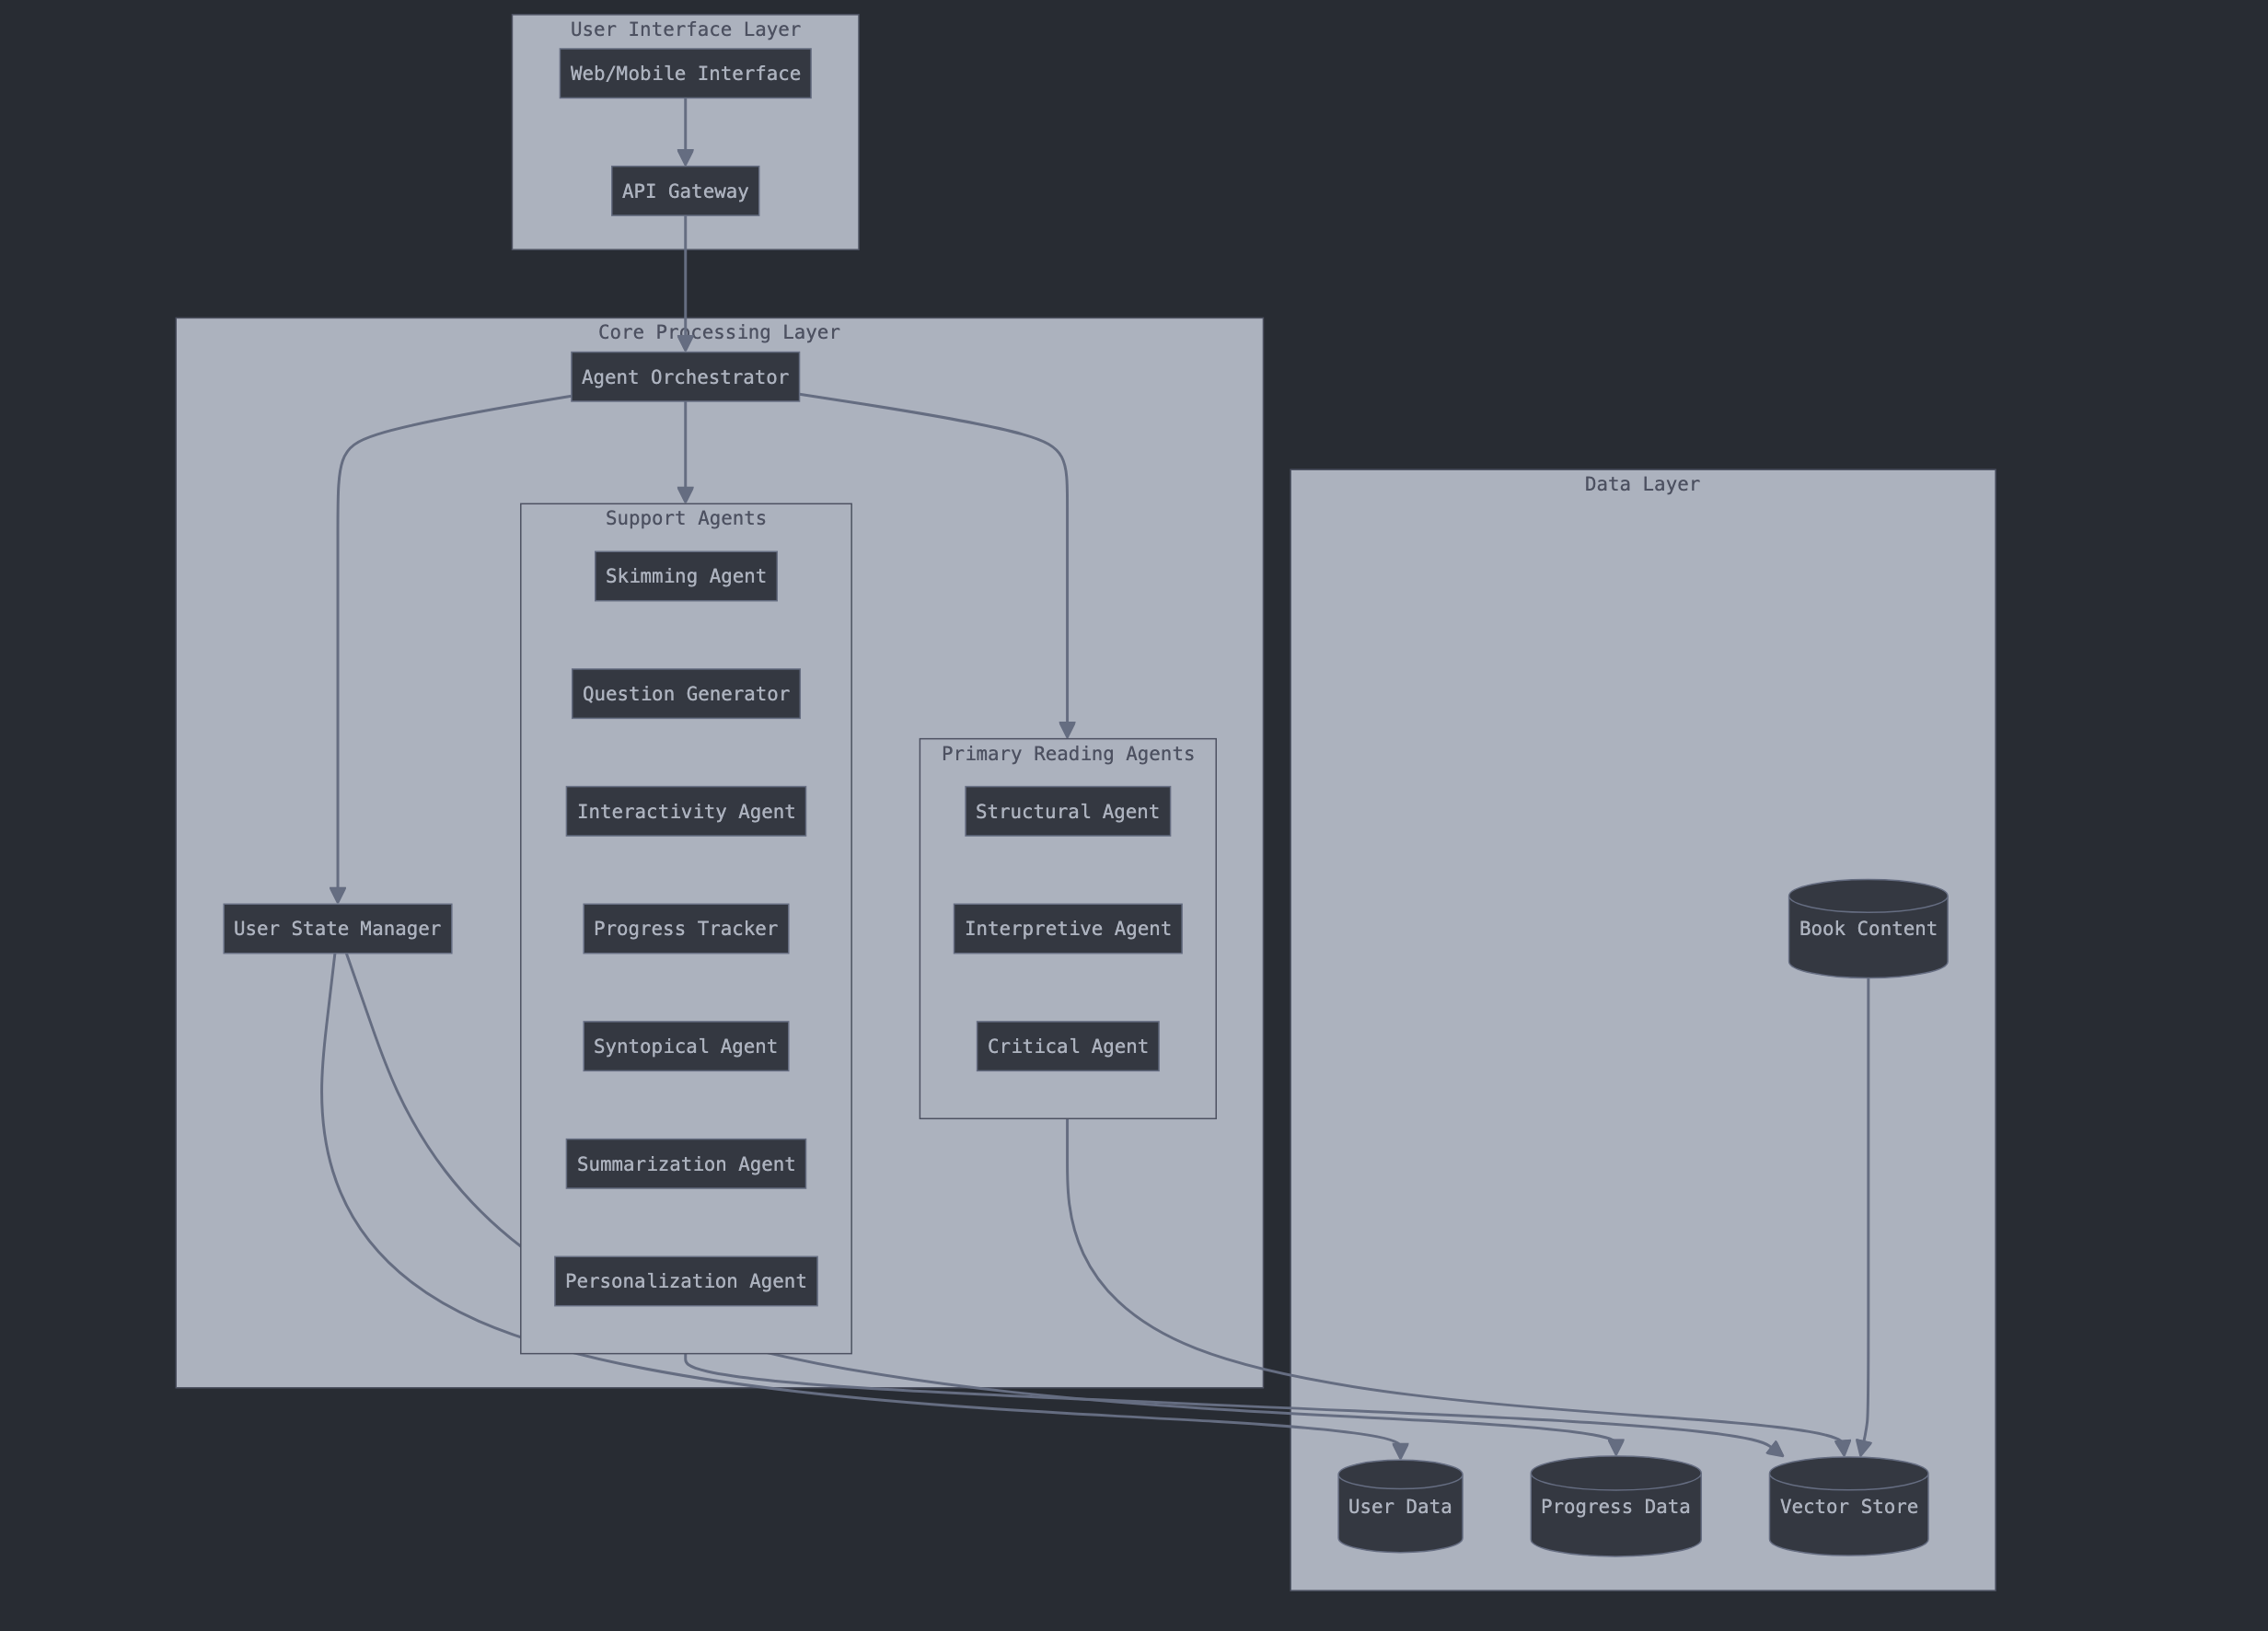 User Interface Layer
Web/Mobile Interface
API Gateway
Core Processing Layer
Agent Orchestrator
Support Agents
Skimming Agent
Question Generator
Interactivity Agent
Progress Tracker
Syntopical Agent
Summarization Agent
Personalization Agent
User State Manager
Primary Reading Agents
Structural Agent
Interpretive Agent
Critical Agent
Data Layer
Book Content
User Data
Progress Data
Vector Store